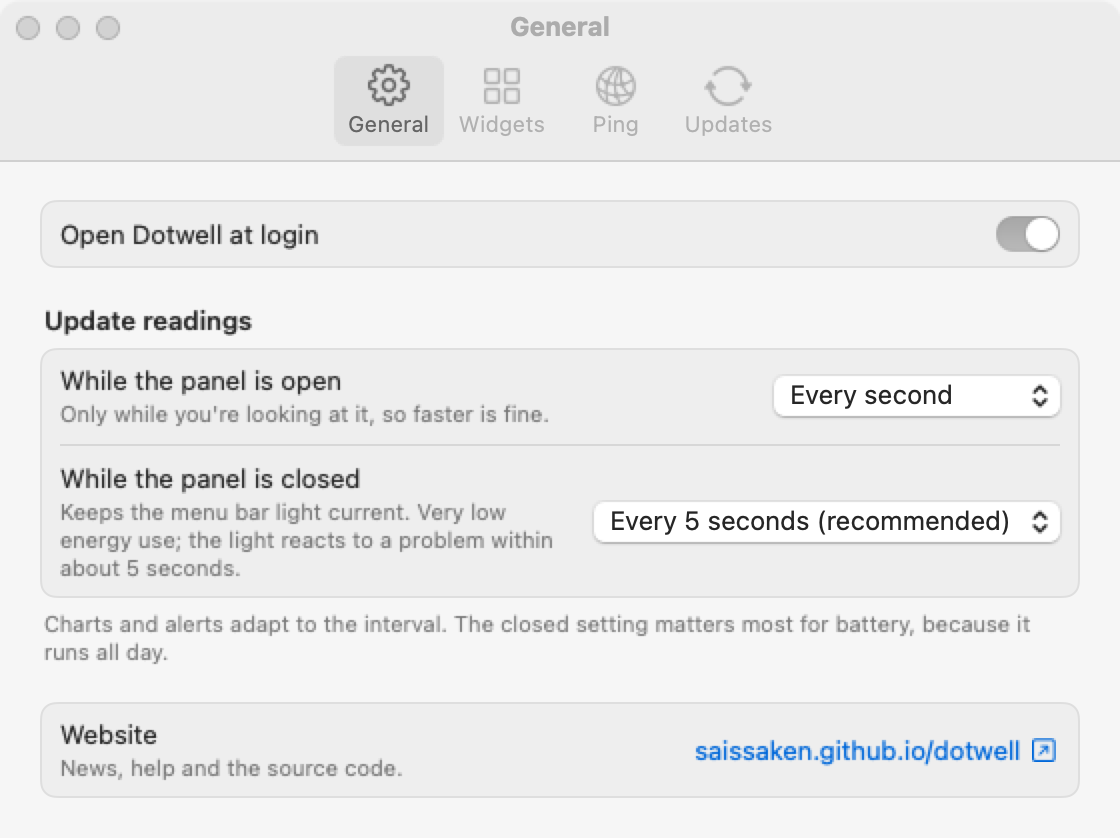 General
General
Widgets
Ping
Updates
Open Dotwell at login
Update readings
While the panel is open
Only while you're looking at it, so faster is fine.
Every second
While the panel is closed
Keeps the menu bar light current. Very low
energy use; the light reacts to a problem within
about 5 seconds.
Every 5 seconds (recommended)
Charts and alerts adapt to the interval. The closed setting matters most for battery, because it
runs all day.
Website
News, help and the source code.
saissaken.github.io/dotwell